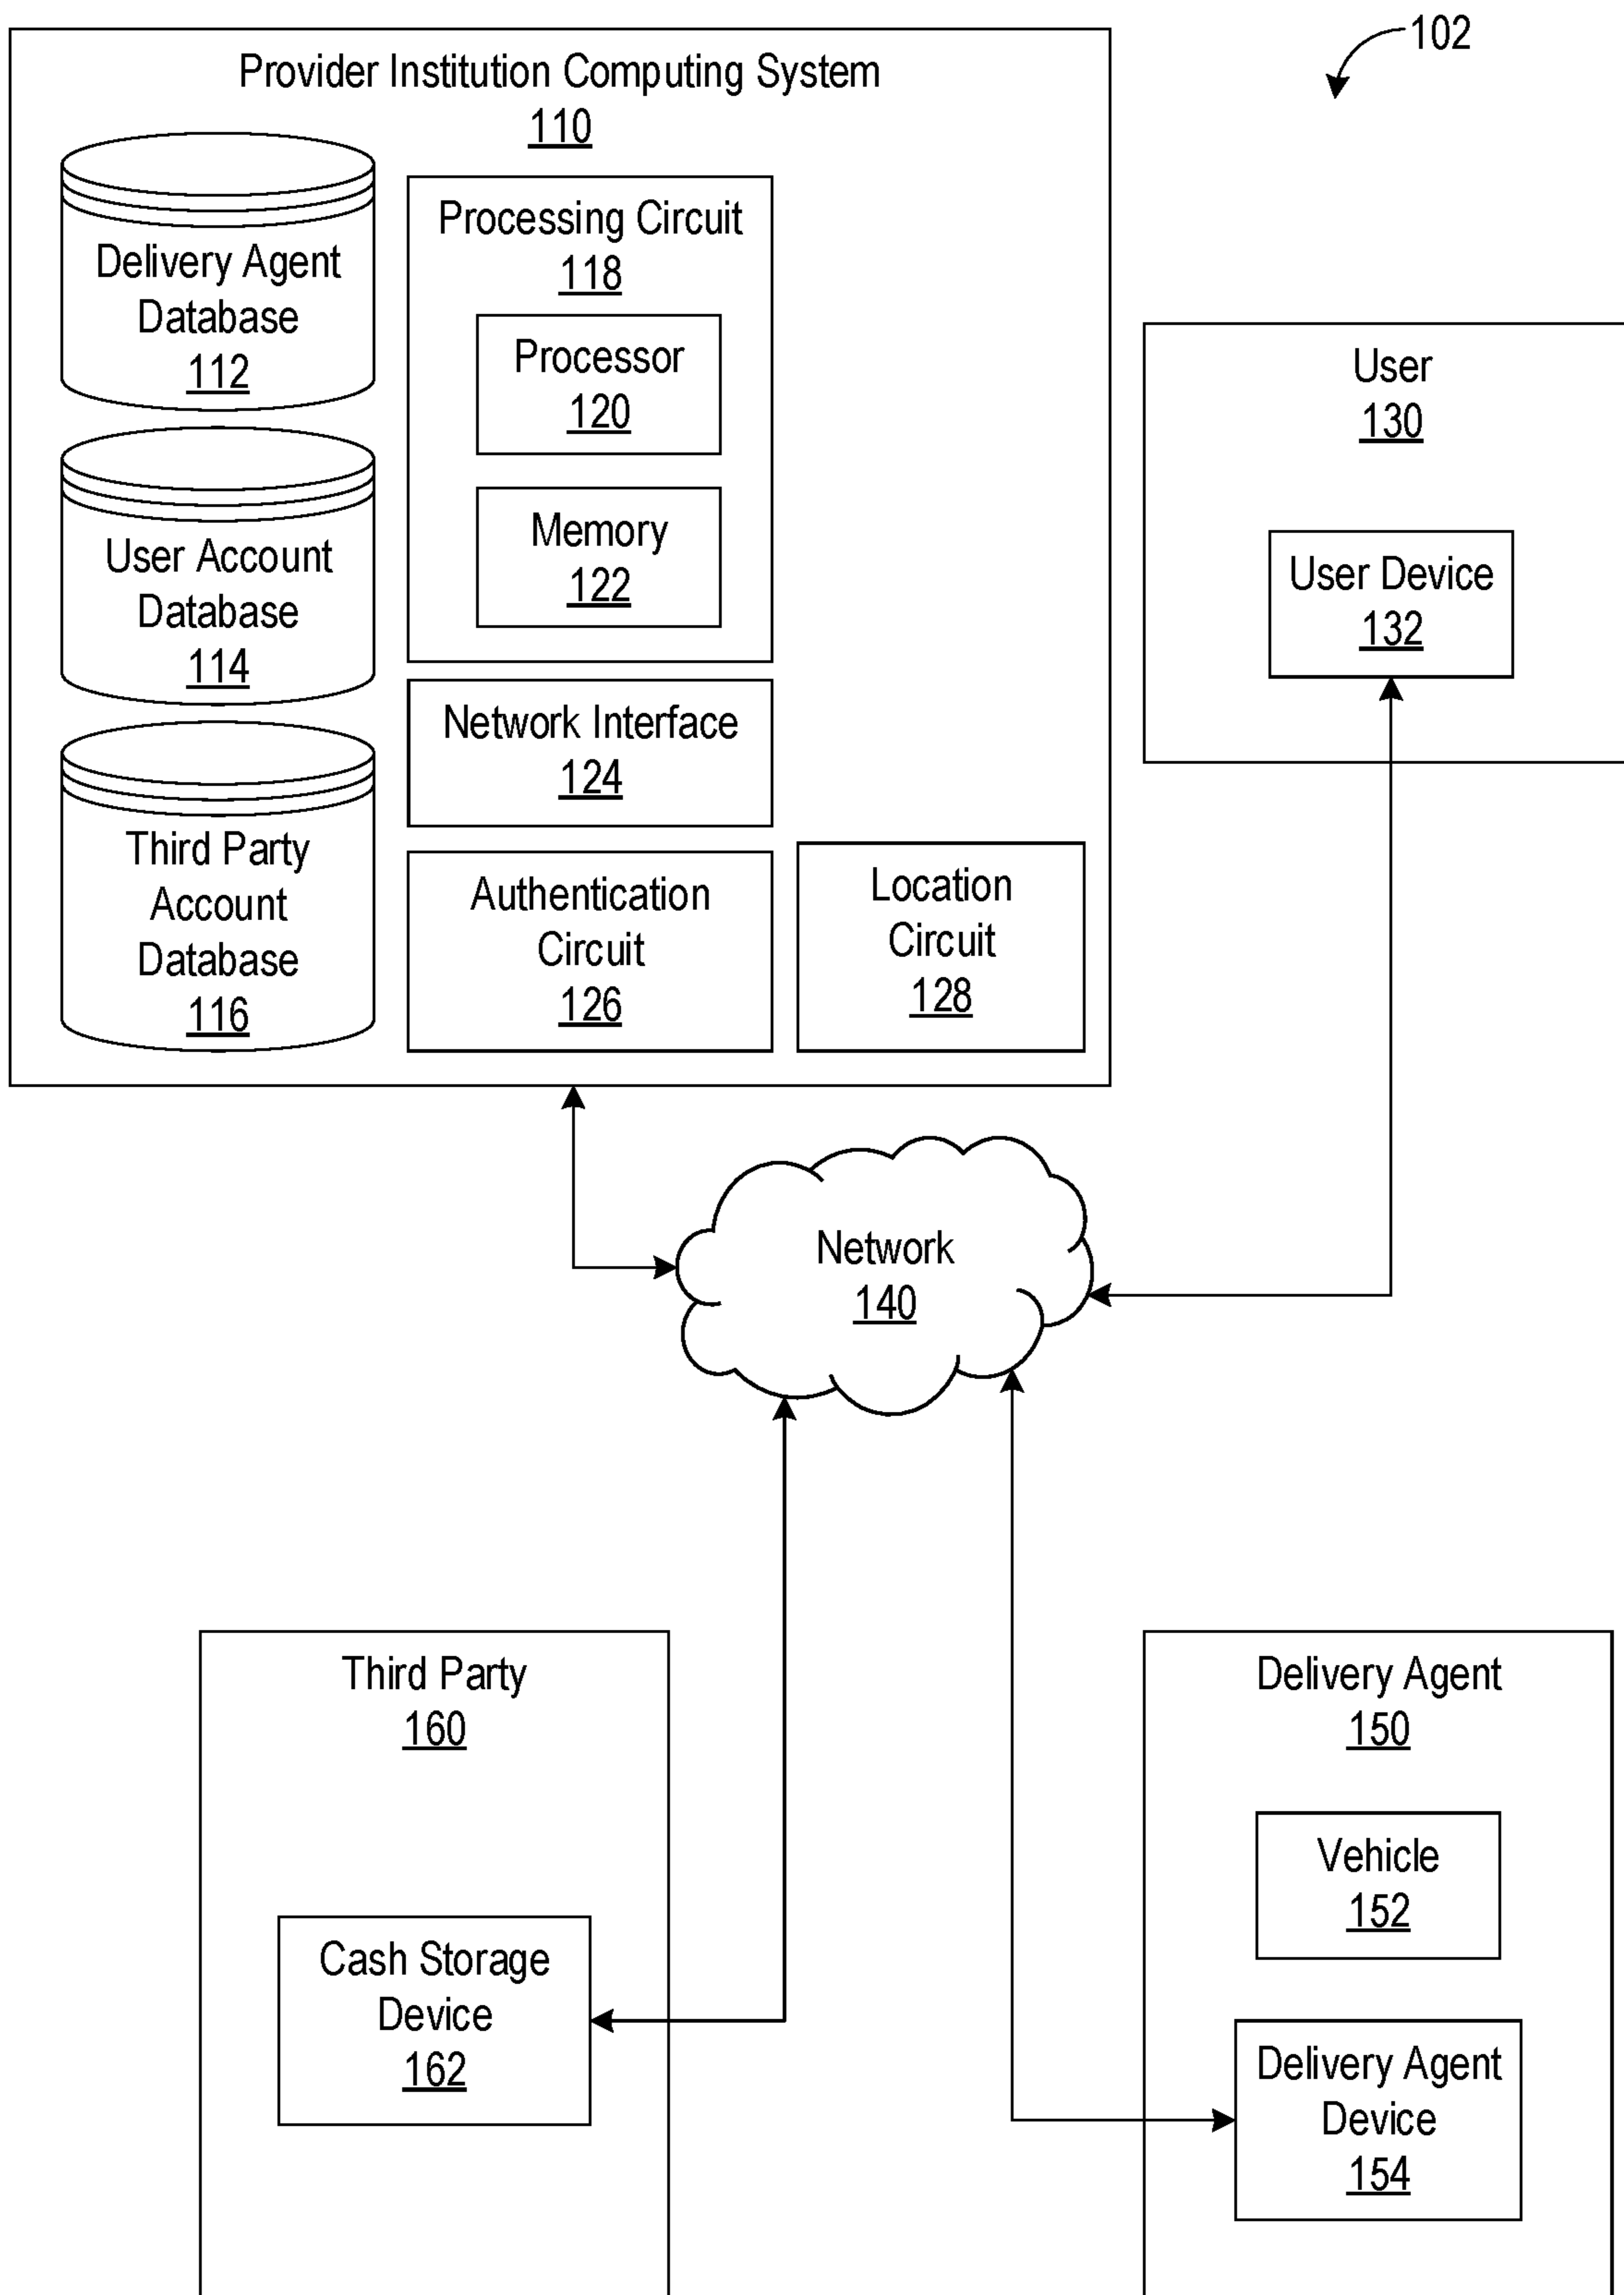 102
Provider Institution Computing System
110
Delivery Agent
Database
112
User Account
Database
114
Third Party
Account
Database
116
Processing Circuit
118
Processor
120
Memory
122
Network Interface
124
Authentication
Circuit
126
Location
Circuit
128
User
130
User Device
132
Network
140
Third Party
160
Cash Storage
Device
162
Delivery Agent
150
Vehicle
152
Delivery Agent
Device
154